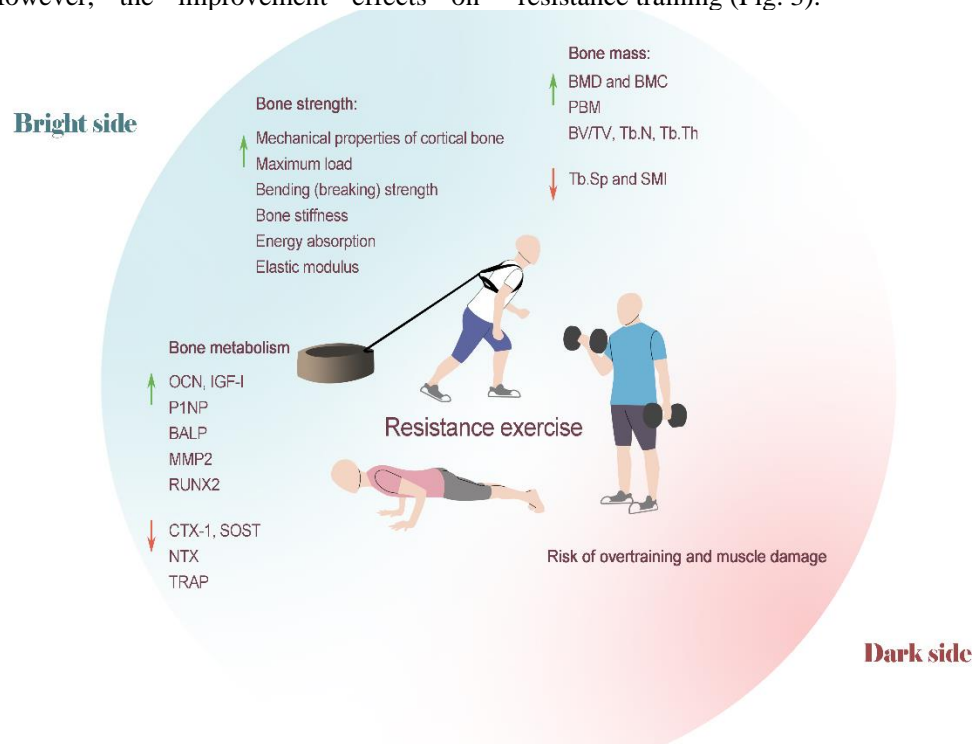 however, the improvement effects on resistance training (Fig. 3).
Bright side
Bone strength:
Mechanical properties of cortical bone
Maximum load
Bending (breaking) strength
Bone stiffness
Energy absorption
Elastic modulus
Bone mass:
BMD and BMC
PBM
BV/TV, Tb.N, Tb.Th
Tb.Sp and SMI
Bone metabolism
OCN, IGF-I
P1NP
BALP
MMP2
RUNX2
CTX-1, SOST
NTX
TRAP
Resistance exercise
Risk of overtraining and muscle damage
Dark side